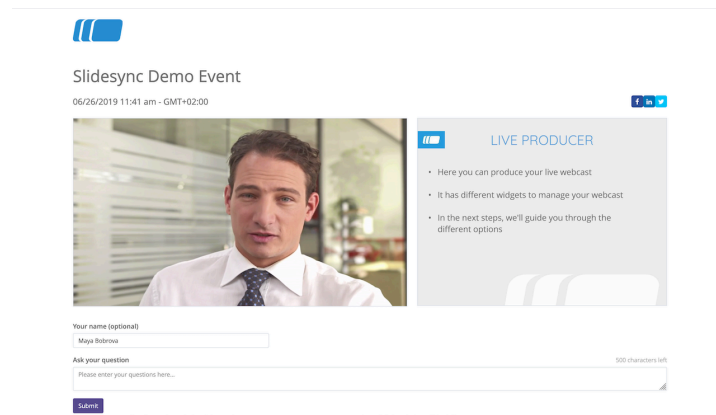 Slidesync Demo Event
06/26/2019 11:41 am - GMT+02:00
LIVE PRODUCER
• Here you can produce your live webcast
• It has different widgets to manage your webcast
• In the next steps, we'll guide you through the
different options
Your name (optional)
Maya Bobrova
Ask your question
500 characters left
Please enter your questions here...
Submit